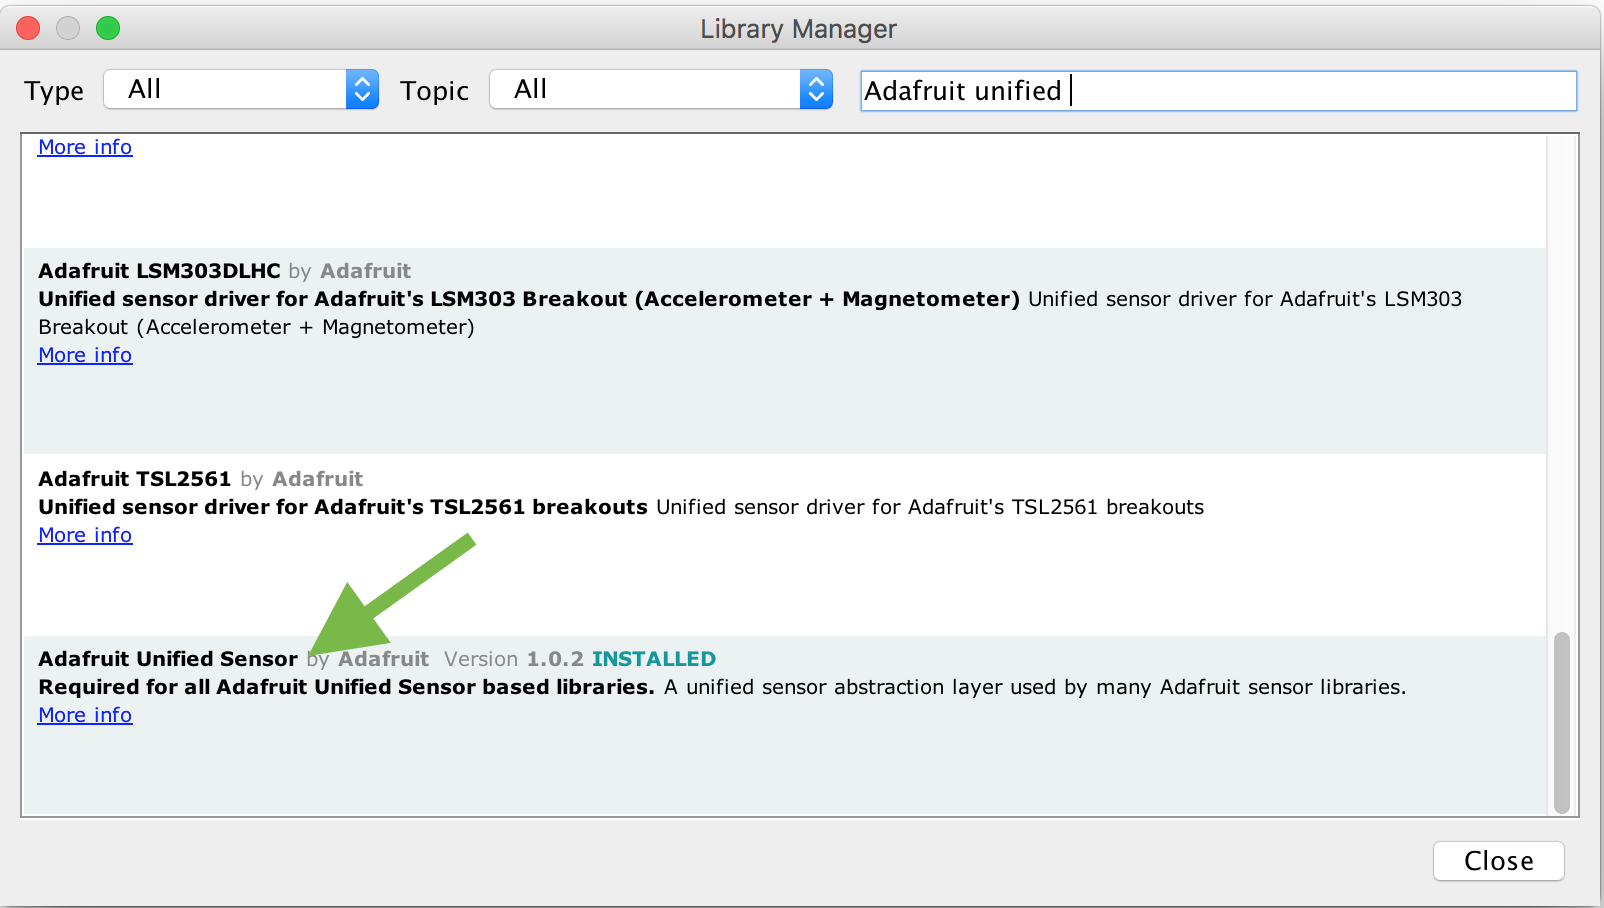 Library Manager
Type All Topic All Adafruit unified
More info
Adafruit LSM303DLHC by Adafruit
Unified sensor driver for Adafruit's LSM303 Breakout (Accelerometer + Magnetometer) Unified sensor driver for Adafruit's LSM303
Breakout (Accelerometer + Magnetometer)
More info
Adafruit TSL2561 by Adafruit
Unified sensor driver for Adafruit's TSL2561 breakouts Unified sensor driver for Adafruit's TSL2561 breakouts
More info
Adafruit Unified Sensor by Adafruit Version 1.0.2 INSTALLED
Required for all Adafruit Unified Sensor based libraries. A unified sensor abstraction layer used by many Adafruit sensor libraries.
More info
Close